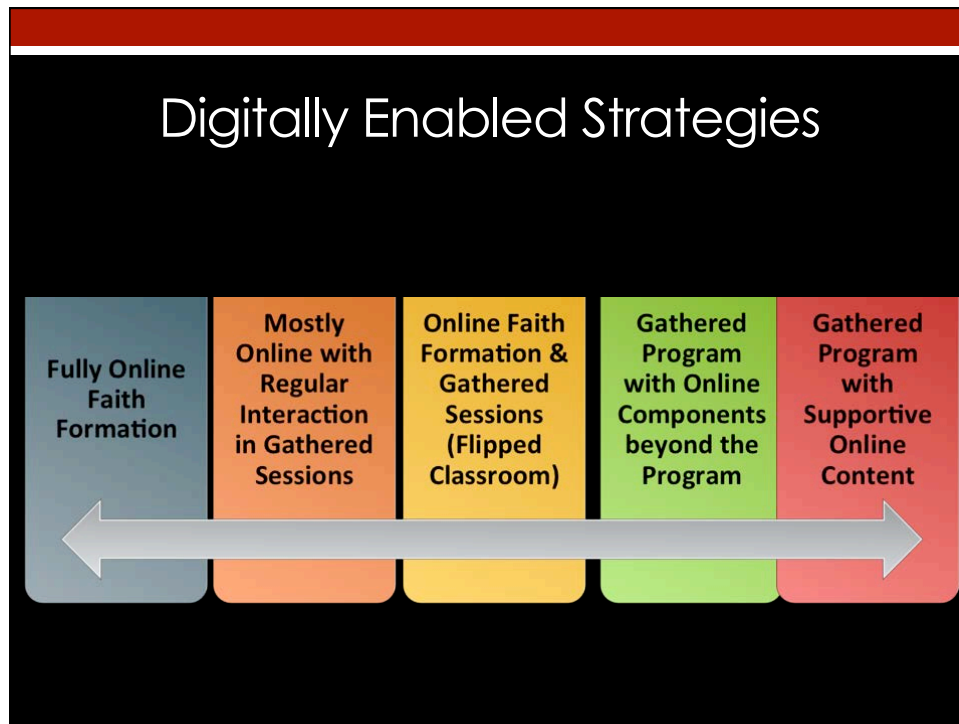 Digitally Enabled Strategies
Fully Online
Faith
Formation
Mostly
Online with
Regular
Interaction
in Gathered
Sessions
Online Faith
Formation &
Gathered
Sessions
(Flipped
Classroom)
Gathered
Program
with Online
Components
beyond the
Program
Gathered
Program
with
Supportive
Online
Content